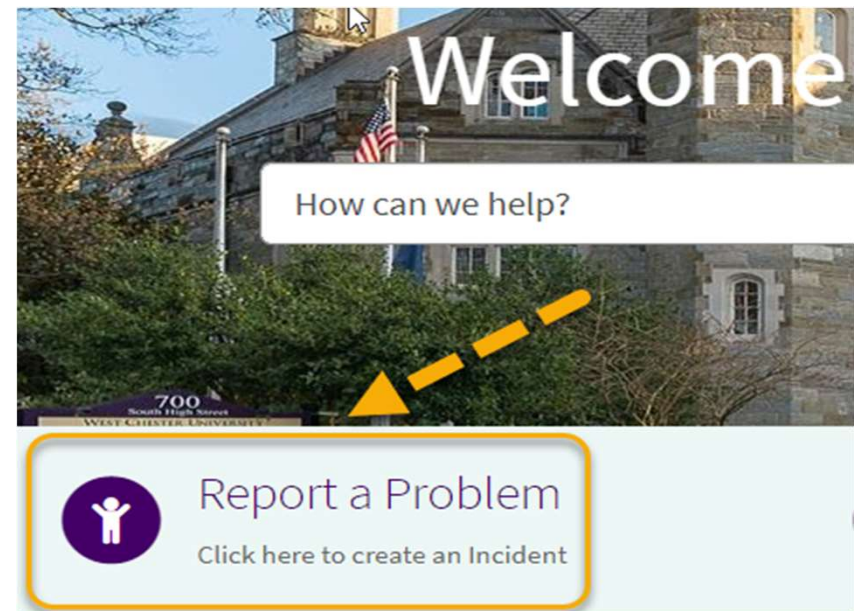 Welcome
How can we help?
700
South High Street
WEST CHESTER UNIVERSITY
Report a Problem
Click here to create an Incident